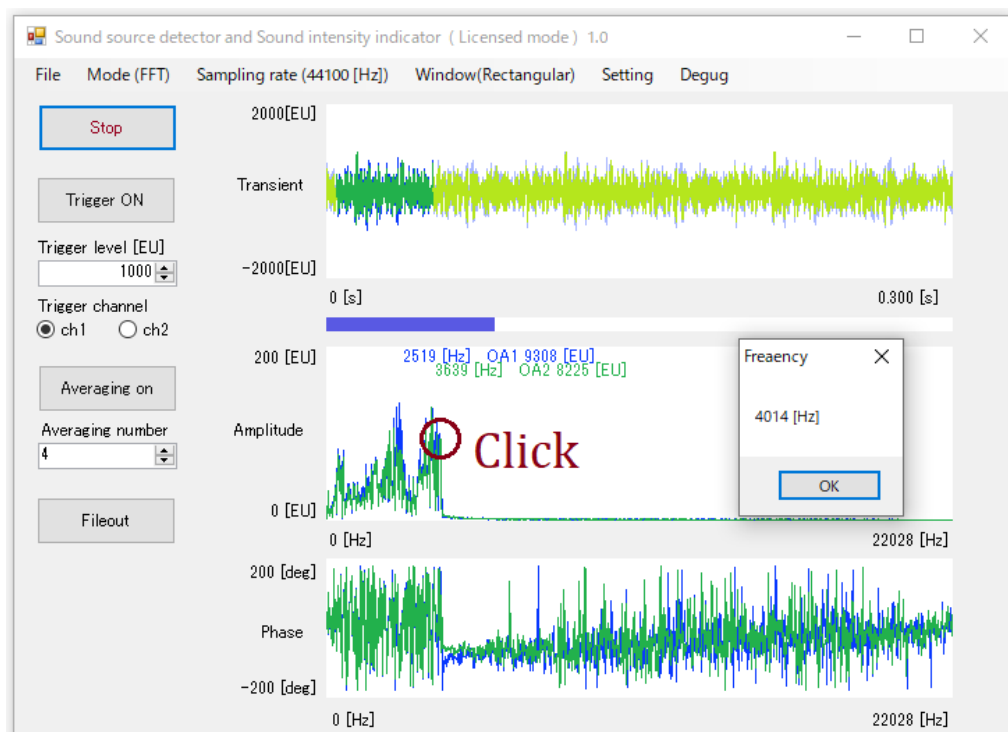 Sound source detector and Sound intensity indicator ( Licensed mode ) 1.0
File Mode (FFT) Sampling rate (44100 [Hz]) Window(Rectangular) Setting Degug
Stop
Trigger ON
Trigger level [EU]
1000
Trigger channel
ch1 ch2
Averaging on
Averaging number
4
Fileout
2000[EU]
Transient
-2000[EU]
0 [s] 0.300 [s]
200 [EU]
2519 [Hz] OA1 9308 [EU]
3639 [Hz] OA2 8225 [EU]
Amplitude
Click
0 [EU]
0 [Hz] 22028 [Hz]
Freaency
4014 [Hz]
OK
200 [deg]
Phase
-200 [deg]
0 [Hz] 22028 [Hz]